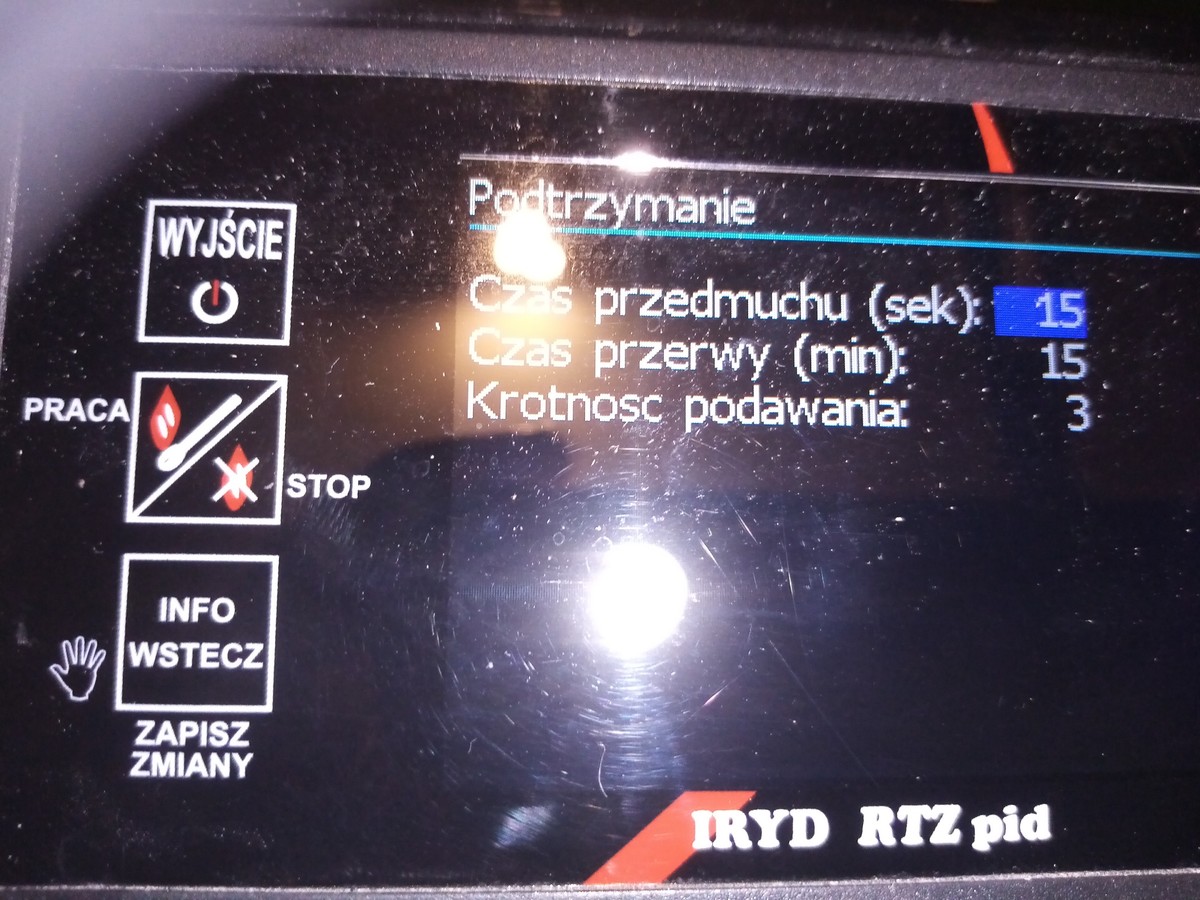 WYJŚCIE
PRACA
STOP
INFO
WSTECZ
ZAPISZ
ZMIANY
Podtrzymanie
Czas przedmuchu (sek): 15
Czas przerwy (min): 15
Krotnosc podawania: 3
IRYD RTZ pid